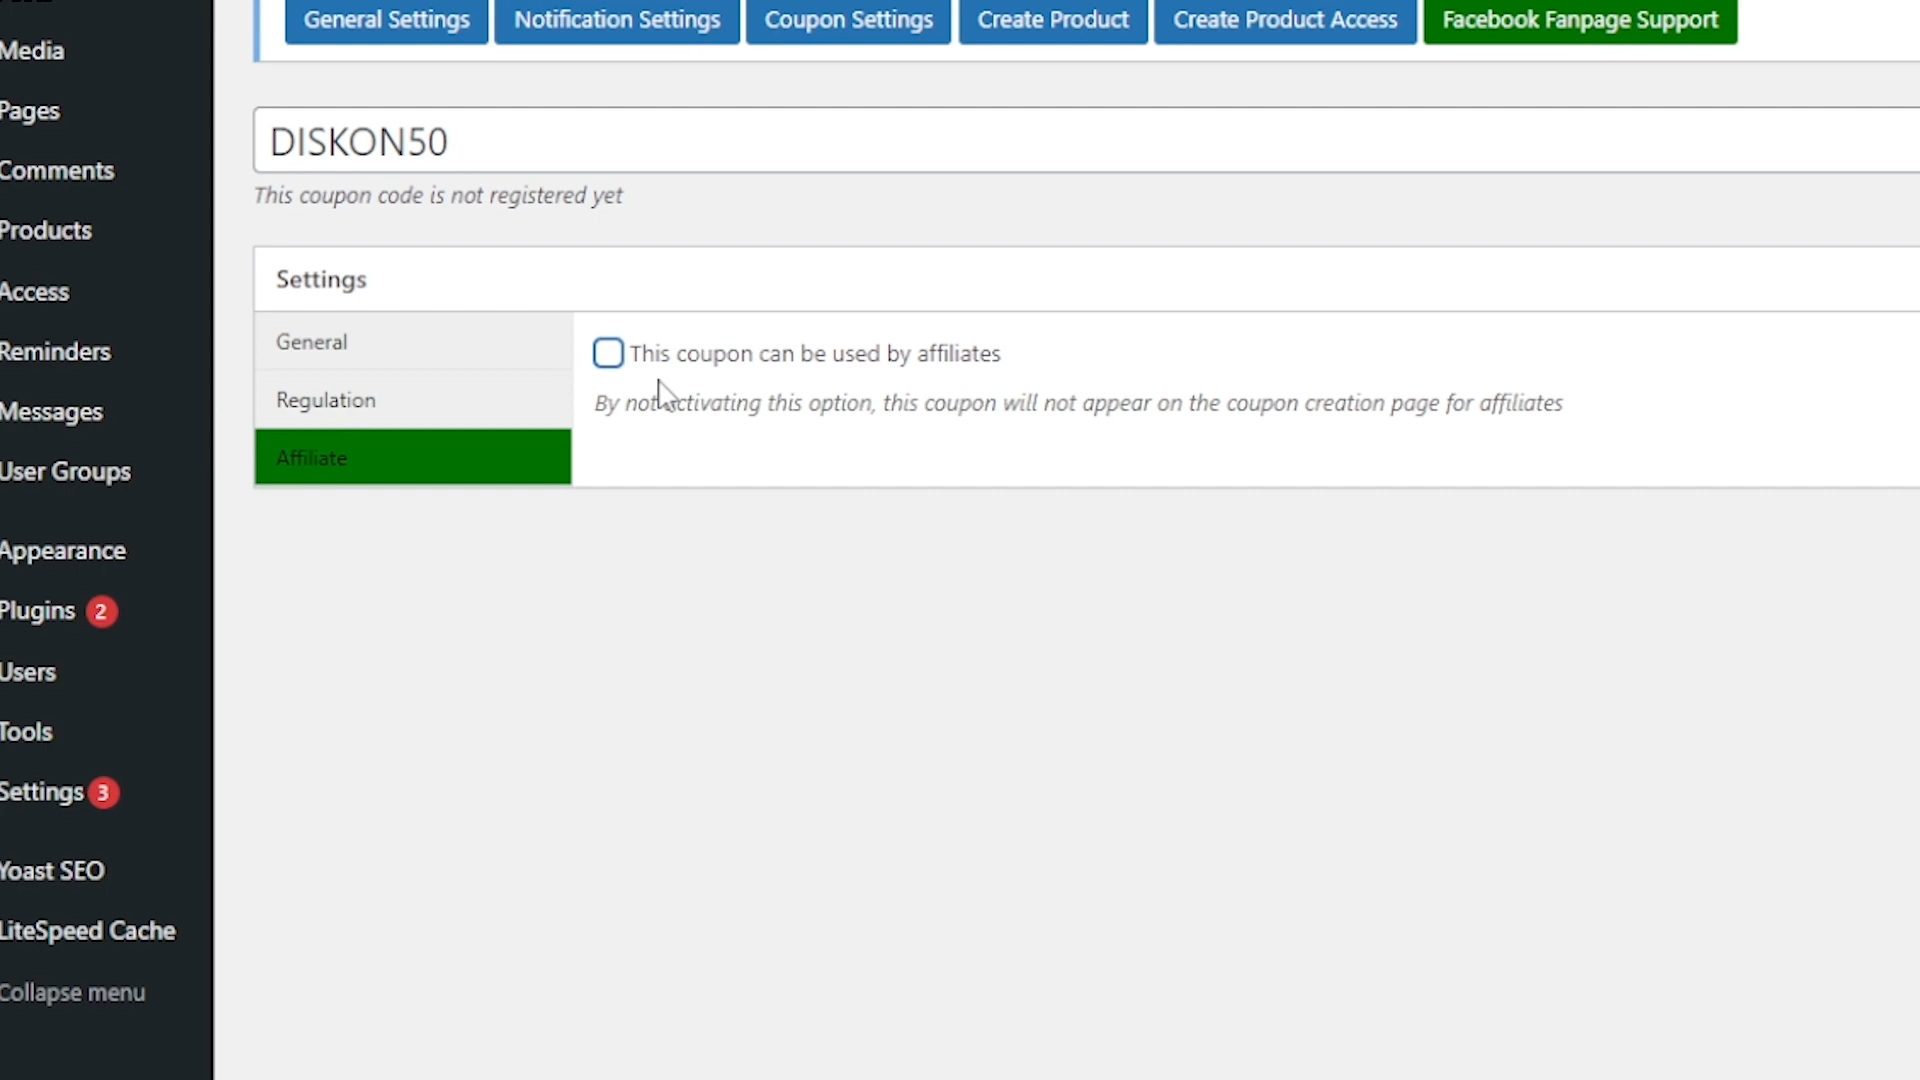 General Settings Notification Settings Coupon Settings Create Product Create Product Access Facebook Fanpage Support
Media
Pages
Comments
Products
Access
Reminders
Messages
User Groups
Appearance
Plugins 2
Users
Tools
Settings 3
Yoast SEO
LiteSpeed Cache
Collapse menu
DISKON50
This coupon code is not registered yet
Settings
General
Regulation
Affiliate
This coupon can be used by affiliates
By not activating this option, this coupon will not appear on the coupon creation page for affiliates